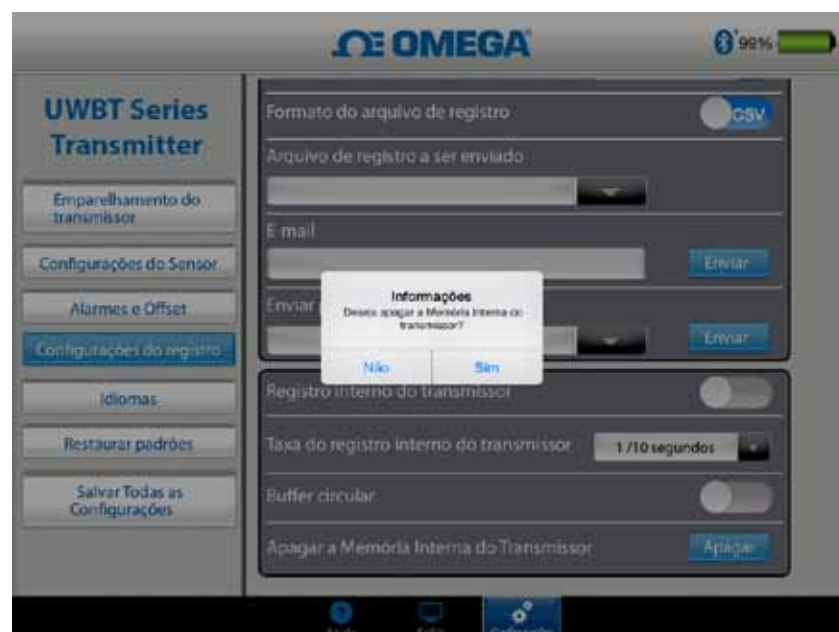 OMEGA
99%
UWBT Series
Transmitter
Emparelhamento do
transmissor
Configurações do Sensor
Alarmes e Offset
Configurações do registro
Idiomas
Restaurar padrões
Salvar Todas as
Configurações
Formato do arquivo de registro
CSV
Arquivo de registro a ser enviado
E-mail
Enviar
Enviar
Enviar
Informações
Deseja apagar a Memória Interna do
transmissor?
Não
Sim
Registro interno do transmissor
Taxa do registro interno do transmissor
1 /10 segundos
Buffer circular
Apagar a Memória Interna do Transmissor
Apagar